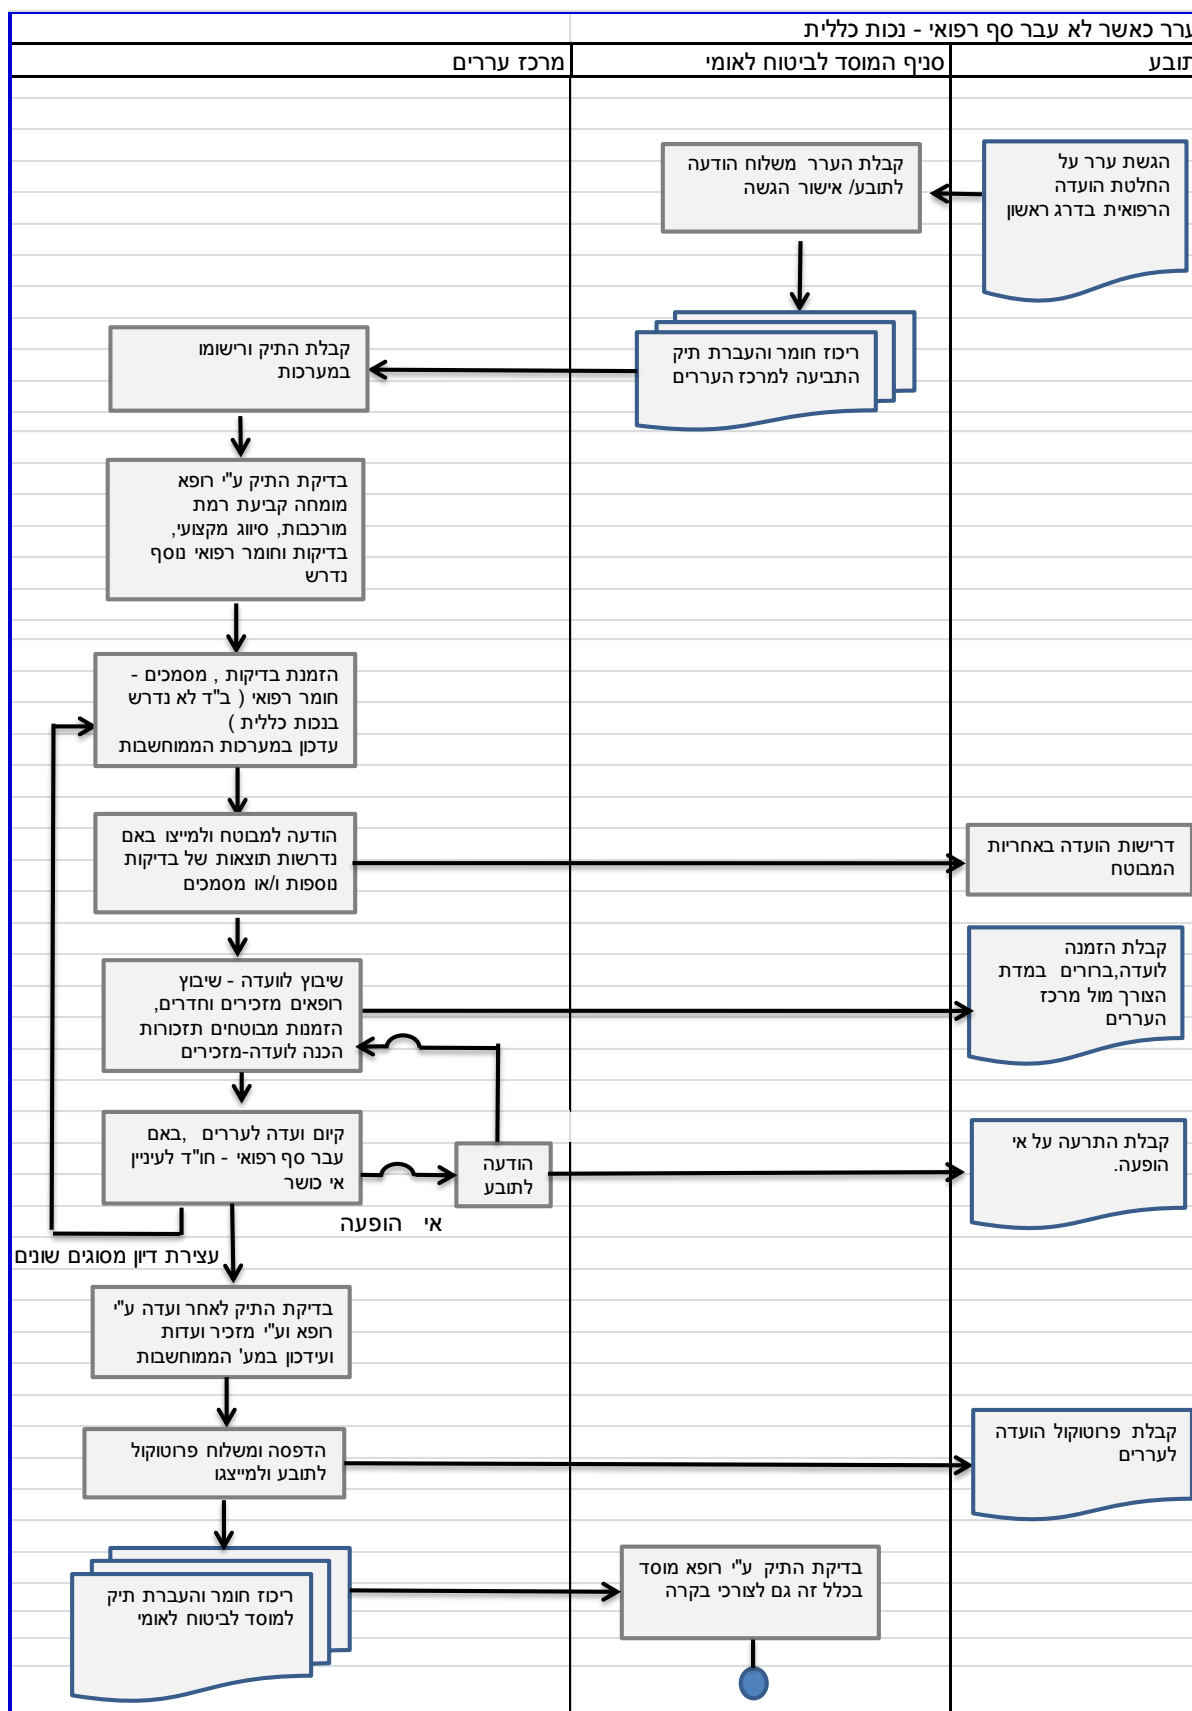 ערר כאשר לא עבר סף רפואי - נכות כללית
תובע
סניף המוסד לביטוח לאומי
מרכז עררים
הגשת ערר על
החלטת הועדה
הרפואית בדרג ראשון
קבלת הערר משלוח הודעה
לתובע/ אישור הגשה
ריכוז חומר והעברת תיק
התביעה למרכז העררים
קבלת התיק ורישומו
במערכות
בדיקת התיק ע"י רופא
מומחה קביעת רמת
מורכבות, סיווג מקצועי,
בדיקות וחומר רפואי נוסף
נדרש
הזמנת בדיקות , מסמכים -
חומר רפואי ( ב"ד לא נדרש
בנכות כללית )
עדכון במערכות הממוחשבות
הודעה למבוטח ולמייצו באם
נדרשות תוצאות של בדיקות
נוספות ו/או מסמכים
דרישות הועדה באחריות
המבוטח
שיבוץ לוועדה - שיבוץ
רופאים מזכירים וחדרים,
הזמנות מבוטחים תזכורות
הכנה לועדה-מזכירים
קבלת הזמנה
לועדה,ברורים במדת
הצורך מול מרכז
העררים
קיום ועדה לעררים ,באם
עבר סף רפואי - חו"ד לעיניין
אי כושר
הודעה
לתובע
קבלת התרעה על אי
הופעה.
אי הופעה
עצירת דיון מסוגים שונים
בדיקת התיק לאחר ועדה ע"י
רופא וע"י מזכיר ועדות
ועידכון במע' הממוחשבות
הדפסה ומשלוח פרוטוקול
לתובע ולמייצגו
קבלת פרוטוקול הועדה
לעררים
ריכוז חומר והעברת תיק
למוסד לביטוח לאומי
בדיקת התיק ע"י רופא מוסד
בכלל זה גם לצורכי בקרה